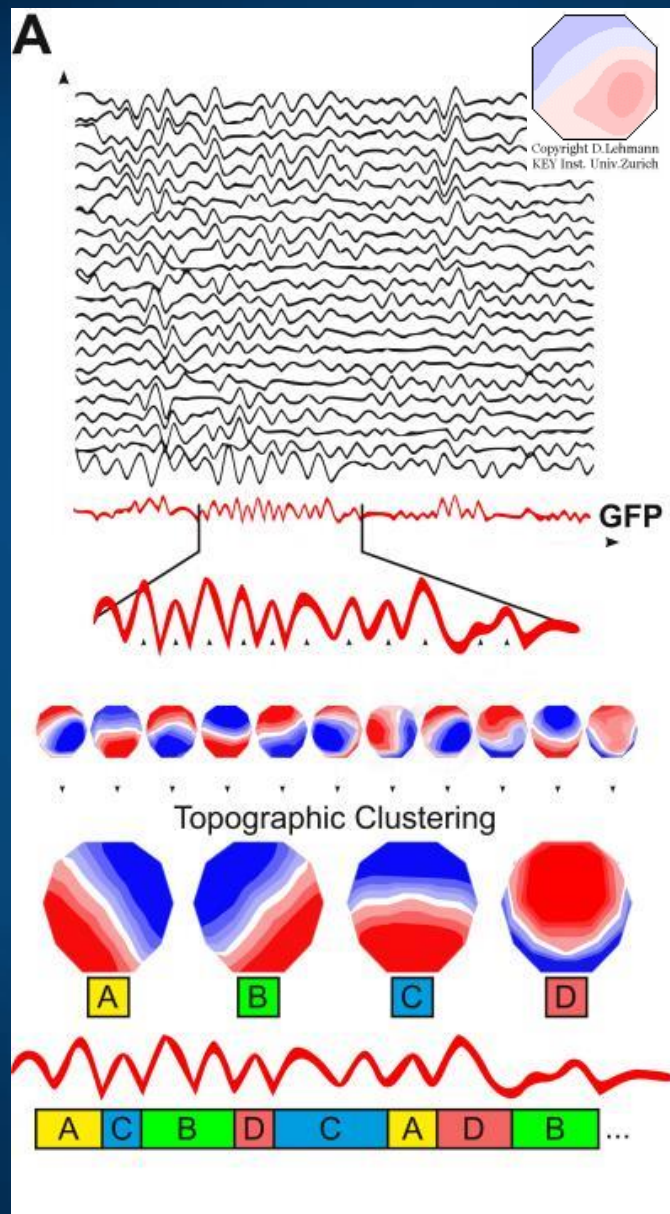 A
Copyright D.Lehmann
KEY Inst. Univ.Zurich
GFP
Topographic Clustering
A B C D
A C B D C A D B ...